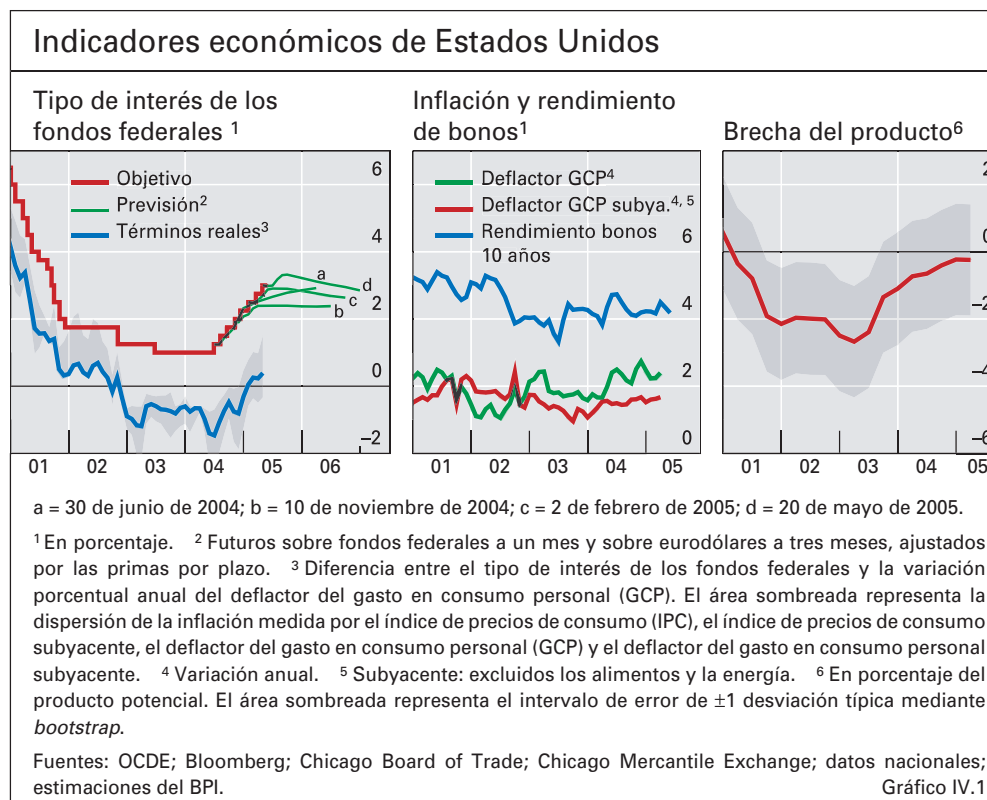 Indicadores económicos de Estados Unidos
Tipo de interés de los
fondos federales 1
Objetivo
Previsión2
Términos reales3
a
d
c
b
6
4
2
0
–2
01 02 03 04 05 06
Inflación y rendimiento
de bonos1
Deflactor GCP4
Deflactor GCP subya.4, 5
Rendimiento bonos
10 años
6
4
2
0
01 02 03 04 05
Brecha del producto6
2
0
–2
–4
–6
01 02 03 04 05
a = 30 de junio de 2004; b = 10 de noviembre de 2004; c = 2 de febrero de 2005; d = 20 de mayo de 2005.
1 En porcentaje. 2 Futuros sobre fondos federales a un mes y sobre eurodólares a tres meses, ajustados
por las primas por plazo. 3 Diferencia entre el tipo de interés de los fondos federales y la variación
porcentual anual del deflactor del gasto en consumo personal (GCP). El área sombreada representa la
dispersión de la inflación medida por el índice de precios de consumo (IPC), el índice de precios de consumo
subyacente, el deflactor del gasto en consumo personal (GCP) y el deflactor del gasto en consumo personal
subyacente. 4 Variación anual. 5 Subyacente: excluidos los alimentos y la energía. 6 En porcentaje del
producto potencial. El área sombreada representa el intervalo de error de ±1 desviación típica mediante
bootstrap.
Fuentes: OCDE; Bloomberg; Chicago Board of Trade; Chicago Mercantile Exchange; datos nacionales;
estimaciones del BPI. Gráfico IV.1